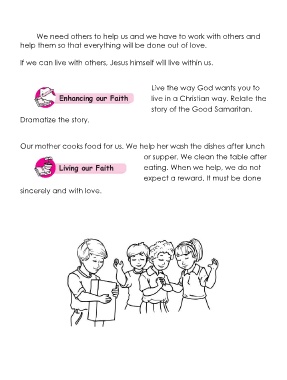 We need others to help us and we have to work with others and
help them so that everything will be done out of love.
If we can live with others, Jesus himself will live within us.
Enhancing our Faith
Live the way God wants you to
live in a Christian way. Relate the
story of the Good Samaritan.
Dramatize the story.
Our mother cooks food for us. We help her wash the dishes after lunch
or supper. We clean the table after
Living our Faith
eating. When we help, we do not
expect a reward. It must be done
sincerely and with love.